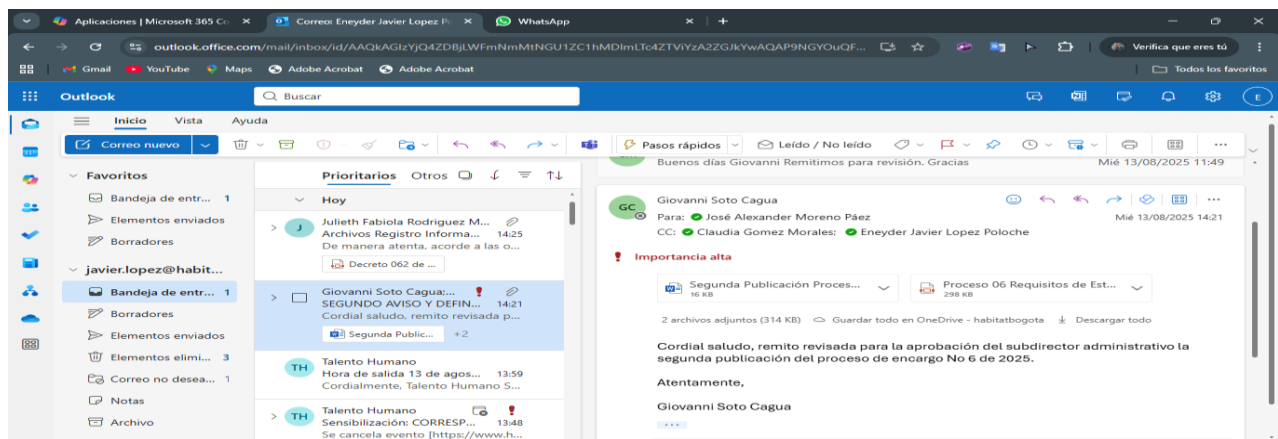 Aplicaciones | Microsoft 365 Co
Correo: Eneyder Javier Lopez P
WhatsApp
outlook.office.com/mail/inbox/id/
Verifica que eres tú
Gmail
YouTube
Maps
Adobe Acrobat
Adobe Acrobat
Todos los favoritos
Outlook
Buscar
E
Inicio
Vista
Ayuda
Correo nuevo
Pasos rápidos
Leído / No leído
Favoritos
Bandeja de entr... 1
Elementos enviados
Borradores
javier.lopez@habit...
Bandeja de entr... 1
Borradores
Elementos enviados
Elementos elimi... 3
Correo no desea... 1
Notas
Archivo
Prioritarios Otros
Hoy
J
Julieth Fabiola Rodriguez M...
Archivos Registro Informa... 14:25
De manera atenta, acorde a las o...
Decreto 062 de ...
Giovanni Soto Cagua;...
SEGUNDO AVISO Y DEFIN... 14:21
Cordial saludo, remito revisada p...
Segunda Public... +2
TH
Talento Humano
Hora de salida 13 de agos... 13:59
Cordialmente, Talento Humano S...
TH
Talento Humano
Sensibilización: CORRESP... 13:48
Se cancela evento [https://www.h...
Buenos días Giovanni Remitimos para revisión. Gracias
Mié 13/08/2025 11:49
GC
Giovanni Soto Cagua
Para: José Alexander Moreno Páez
Mié 13/08/2025 14:21
CC: Claudia Gomez Morales; Eneyder Javier Lopez Poloche
Importancia alta
Segunda Publicación Proces...
16 KB
Proceso 06 Requisitos de Est...
298 KB
2 archivos adjuntos (314 KB) Guardar todo en OneDrive - habitatbogota Descargar todo
Cordial saludo, remito revisada para la aprobación del subdirector administrativo la
segunda publicación del proceso de encargo No 6 de 2025.
Atentamente,
Giovanni Soto Cagua